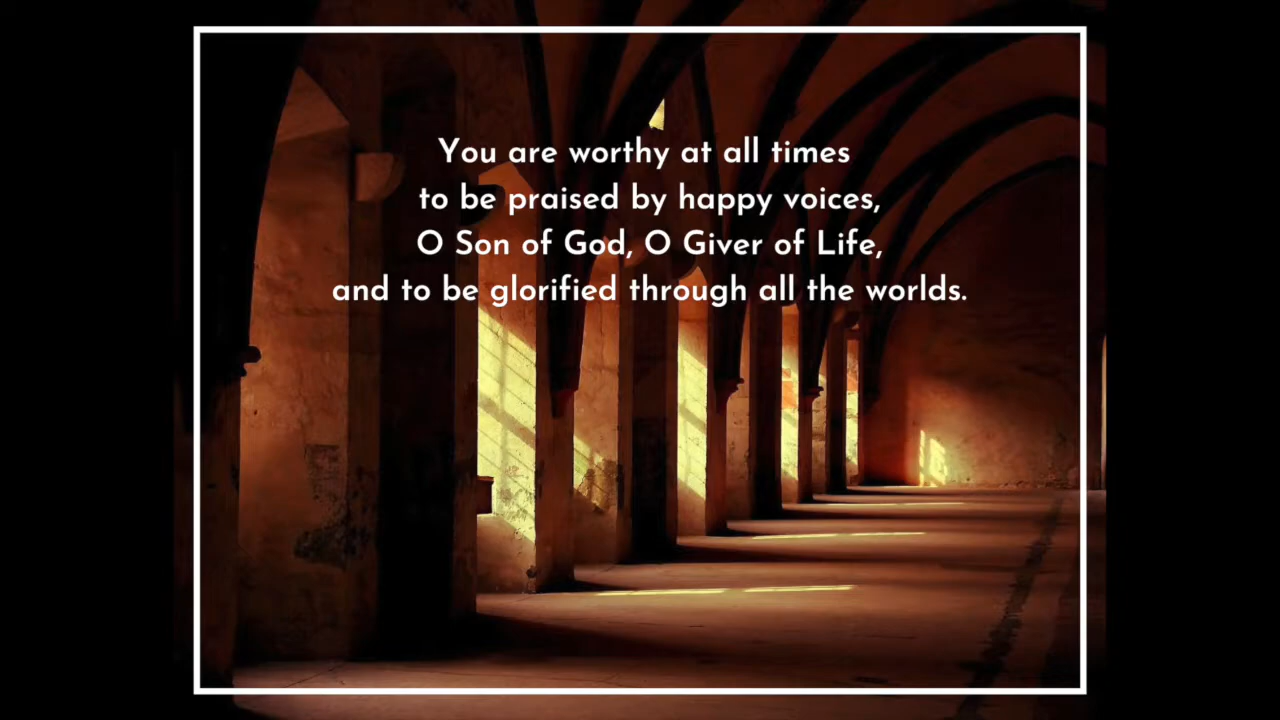 You are worthy at all times
to be praised by happy voices,
O Son of God, O Giver of Life,
and to be glorified through all the worlds.